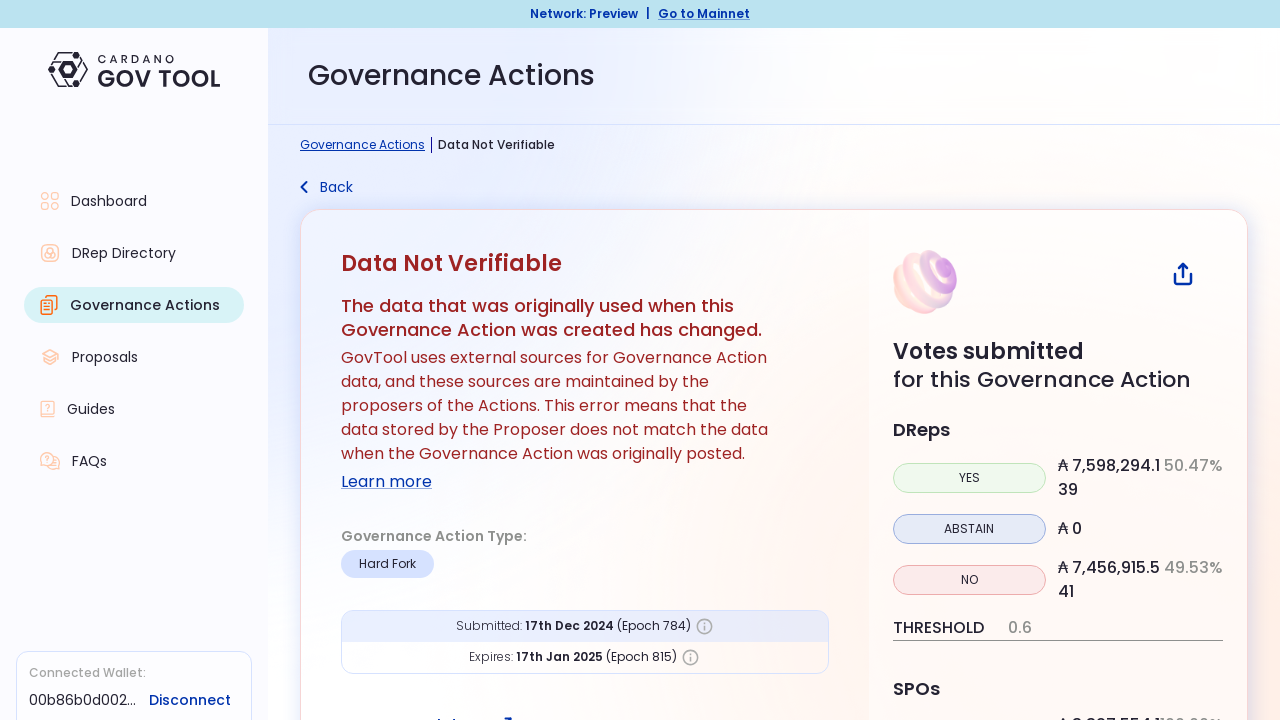 Network: Preview | Go to Mainnet
CARDANO
GOV TOOL
Governance Actions
Governance Actions | Data Not Verifiable
Back
Dashboard
DRep Directory
Governance Actions
Proposals
Guides
FAQs
Connected Wallet:
00b86b0d002...
Disconnect
Data Not Verifiable
The data that was originally used when this
Governance Action was created has changed.
GovTool uses external sources for Governance Action
data, and these sources are maintained by the
proposers of the Actions. This error means that the
data stored by the Proposer does not match the data
when the Governance Action was originally posted.
Learn more
Governance Action Type:
Hard Fork
Submitted: 17th Dec 2024 (Epoch 784)
Expires: 17th Jan 2025 (Epoch 815)
Votes submitted
for this Governance Action
DReps
YES
₳ 7,598,294.1 50.47%
39
ABSTAIN
₳ 0
NO
₳ 7,456,915.5 49.53%
41
THRESHOLD 0.6
SPOs